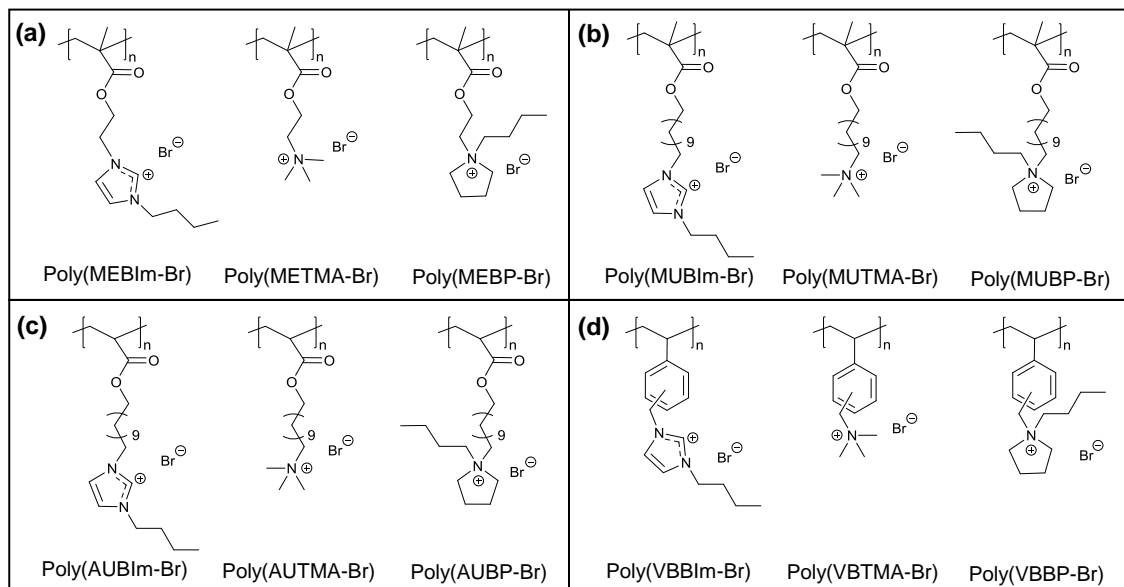 (a)
n
O
O
N
⊕
N
Br⊖
Poly(MEBIm-Br)
n
O
O
N
⊕
Br⊖
Poly(METMA-Br)
n
O
O
N
⊕
Br⊖
Poly(MEBP-Br)
(b)
n
O
O
9
N
⊕
N
Br⊖
Poly(MUBIm-Br)
n
O
O
9
N
⊕
Br⊖
Poly(MUTMA-Br)
n
O
O
9
N
⊕
Br⊖
Poly(MUBP-Br)
(c)
n
O
O
9
N
⊕
N
Br⊖
Poly(AUBIm-Br)
n
O
O
9
N
⊕
Br⊖
Poly(AUTMA-Br)
n
O
O
9
N
⊕
Br⊖
Poly(AUBP-Br)
(d)
n
N
⊕
N
Br⊖
Poly(VBBIm-Br)
n
N
⊕
Br⊖
Poly(VBTMA-Br)
n
N
⊕
Br⊖
Poly(VBBP-Br)